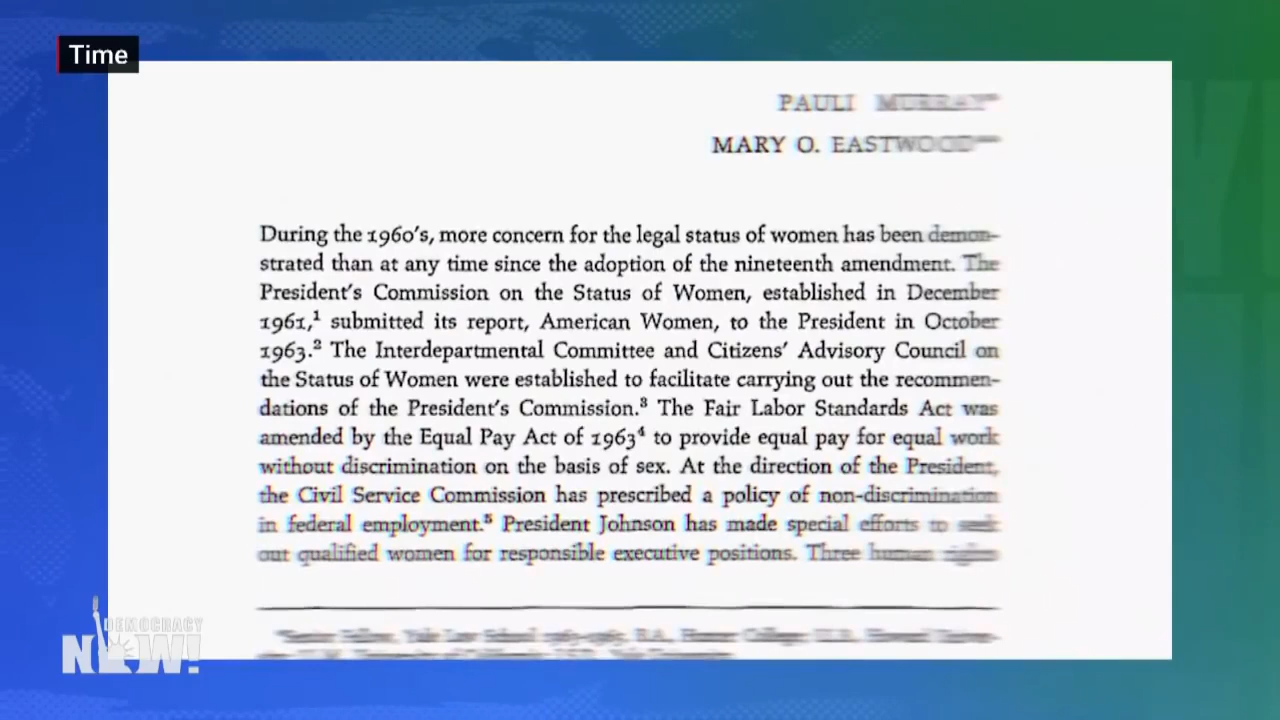 Time
PAULI MURRAY*
MARY O. EASTWOOD**
During the 1960's, more concern for the legal status of women has been demon-
strated than at any time since the adoption of the nineteenth amendment. The
President's Commission on the Status of Women, established in December
1961,¹ submitted its report, American Women, to the President in October
1963.² The Interdepartmental Committee and Citizens' Advisory Council on
the Status of Women were established to facilitate carrying out the recommen-
dations of the President's Commission.³ The Fair Labor Standards Act was
amended by the Equal Pay Act of 1963⁴ to provide equal pay for equal work
without discrimination on the basis of sex. At the direction of the President,
the Civil Service Commission has prescribed a policy of non-discrimination
in federal employment.⁵ President Johnson has made special efforts to seek
out qualified women for responsible executive positions. Three human rights
DEMOCRACY
NOW!